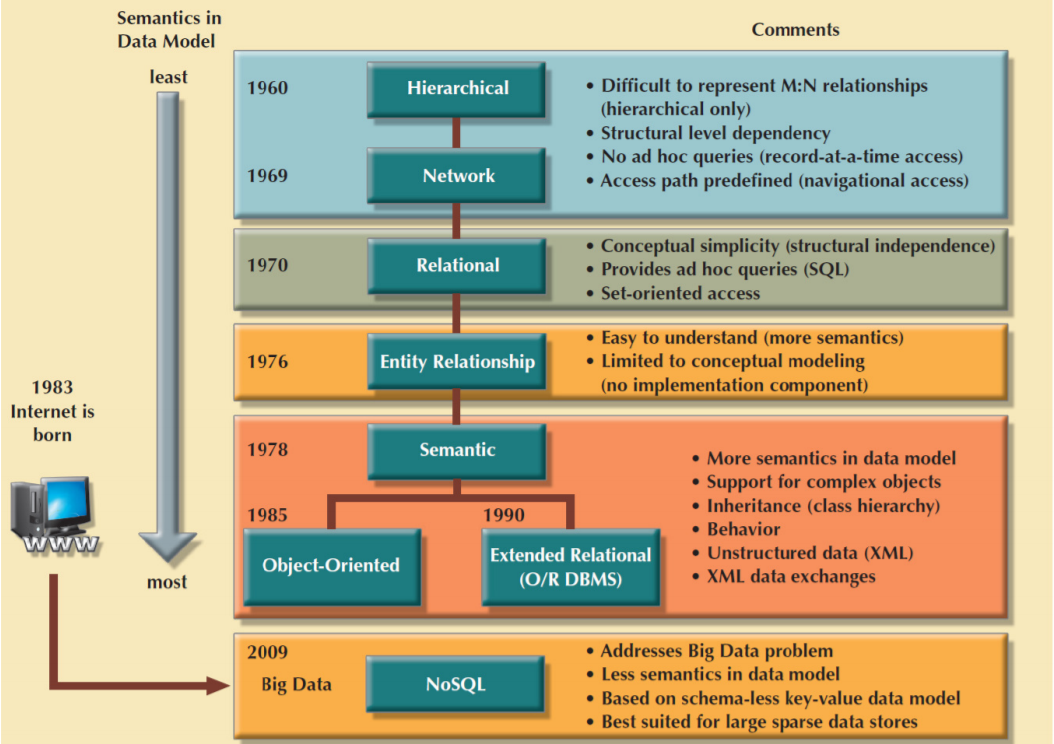 Semantics in
Data Model
Comments
least
1960
Hierarchical
• Difficult to represent M:N relationships
(hierarchical only)
• Structural level dependency
• No ad hoc queries (record-at-a-time access)
• Access path predefined (navigational access)
1969
Network
1970
Relational
• Conceptual simplicity (structural independence)
• Provides ad hoc queries (SQL)
• Set-oriented access
1976
Entity Relationship
• Easy to understand (more semantics)
• Limited to conceptual modeling
(no implementation component)
1983
Internet is
born
WWW
most
1978
Semantic
1985
Object-Oriented
1990
Extended Relational
(O/R DBMS)
• More semantics in data model
• Support for complex objects
• Inheritance (class hierarchy)
• Behavior
• Unstructured data (XML)
• XML data exchanges
2009
Big Data
NoSQL
• Addresses Big Data problem
• Less semantics in data model
• Based on schema-less key-value data model
• Best suited for large sparse data stores